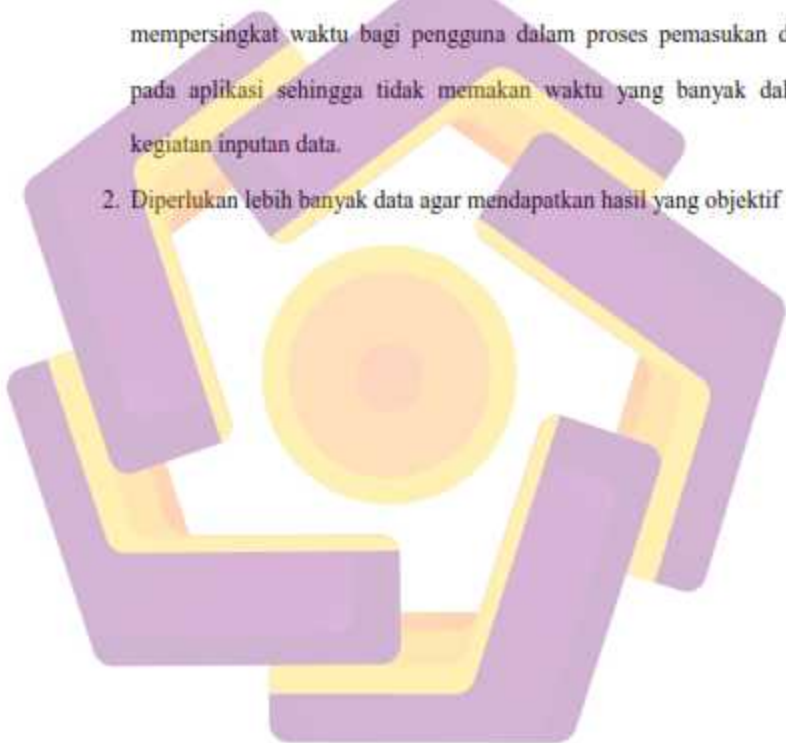 mempersingkat waktu bagi pengguna dalam proses pemasukan d
pada aplikasi sehingga tidak memakan waktu yang banyak dal
kegiatan inputan data.
2. Diperlukan lebih banyak data agar mendapatkan hasil yang objektif